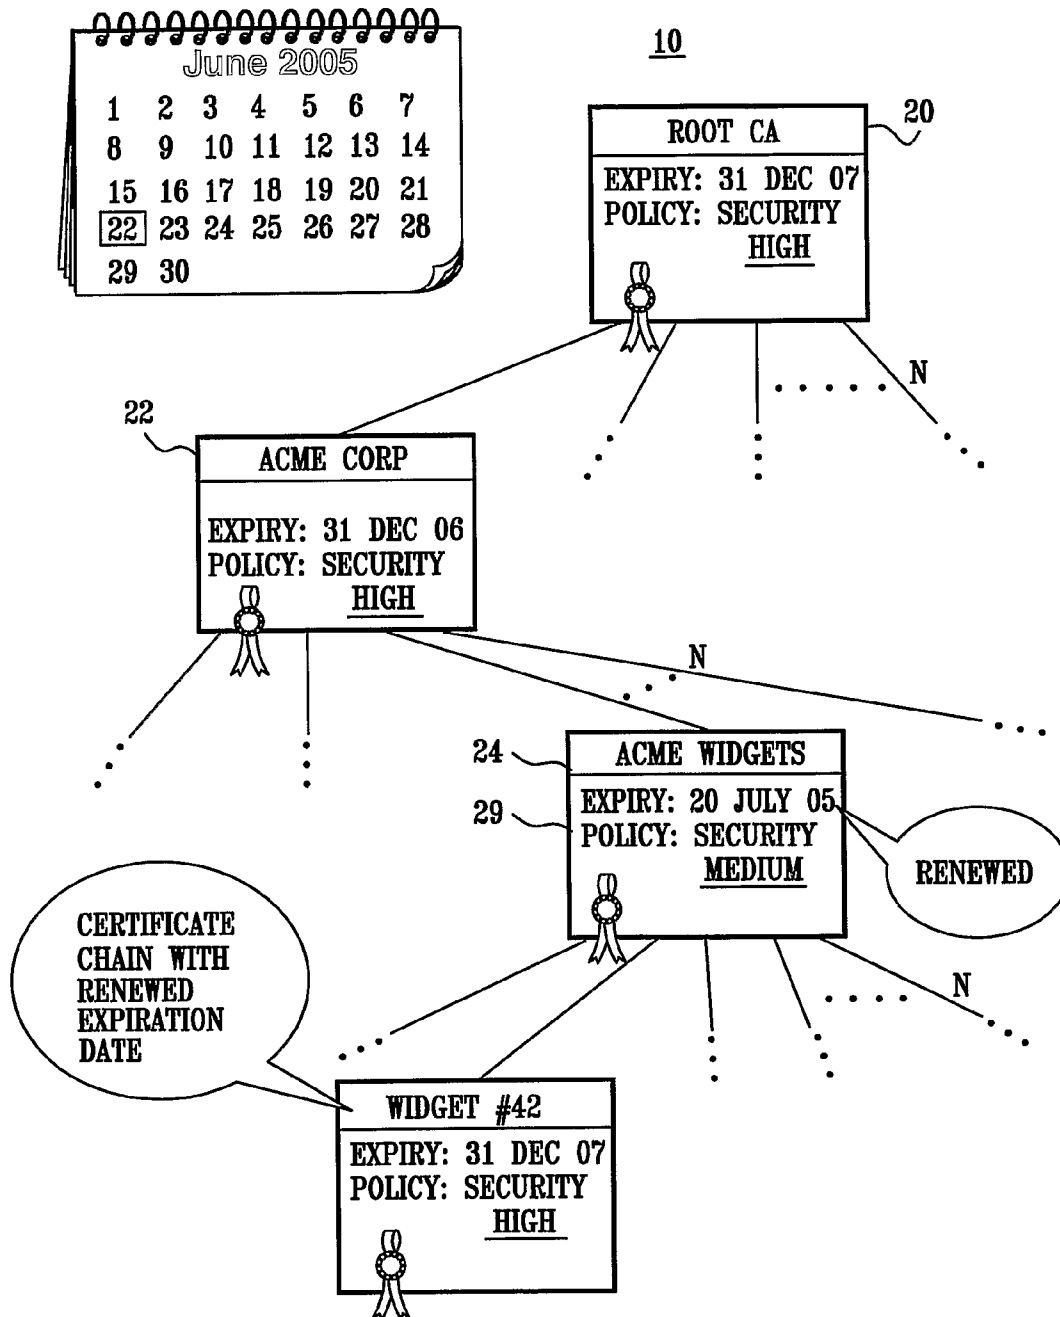 June 2005
1 2 3 4 5 6 7
8 9 10 11 12 13 14
15 16 17 18 19 20 21
22 23 24 25 26 27 28
29 30
10
20
ROOT CA
EXPIRY: 31 DEC 07
POLICY: SECURITY
HIGH
N
22
ACME CORP
EXPIRY: 31 DEC 06
POLICY: SECURITY
HIGH
N
24
ACME WIDGETS
29
EXPIRY: 20 JULY 05
POLICY: SECURITY
MEDIUM
RENEWED
N
CERTIFICATE
CHAIN WITH
RENEWED
EXPIRATION
DATE
WIDGET #42
EXPIRY: 31 DEC 07
POLICY: SECURITY
HIGH